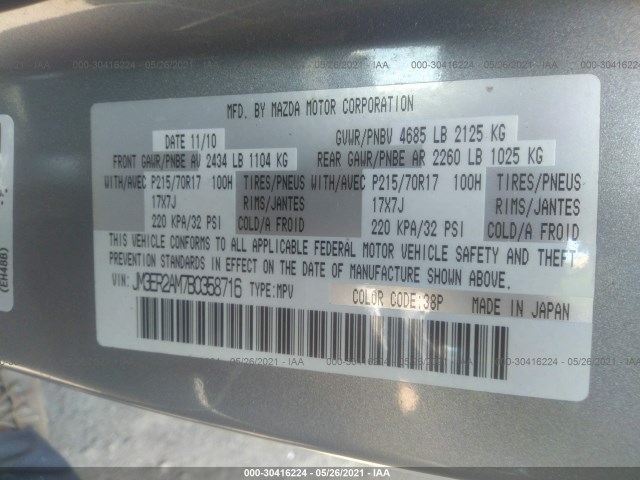 000-30416224 - 05/26/2021 - IAA
MFD. BY MAZDA MOTOR CORPORATION
DATE 11/10 GVWR/PNBV 4685 LB 2125 KG
FRONT GAWR/PNBE AV 2434 LB 1104 KG REAR GAWR/PNBE AR 2260 LB 1025 KG
WITH/AVEC P215/70R17 100H TIRES/PNEUS WITH/AVEC P215/70R17 100H TIRES/PNEUS
17X7J RIMS/JANTES 17X7J RIMS/JANTES
220 KPA/32 PSI COLD/A FROID 220 KPA/32 PSI COLD/A FROID
THIS VEHICLE CONFORMS TO ALL APPLICABLE FEDERAL MOTOR VEHICLE SAFETY AND THEFT
PREVENTION STANDARDS IN EFFECT ON THE DATE OF MANUFACTURE SHOWN ABOVE.
VIN: JM3ER2AM7B0358716 TYPE:MPV COLOR CODE:38P MADE IN JAPAN
(EH48B)
000-30416224 - 05/26/2021 - IAA
000-30416224 - 05/26/2021 - IAA